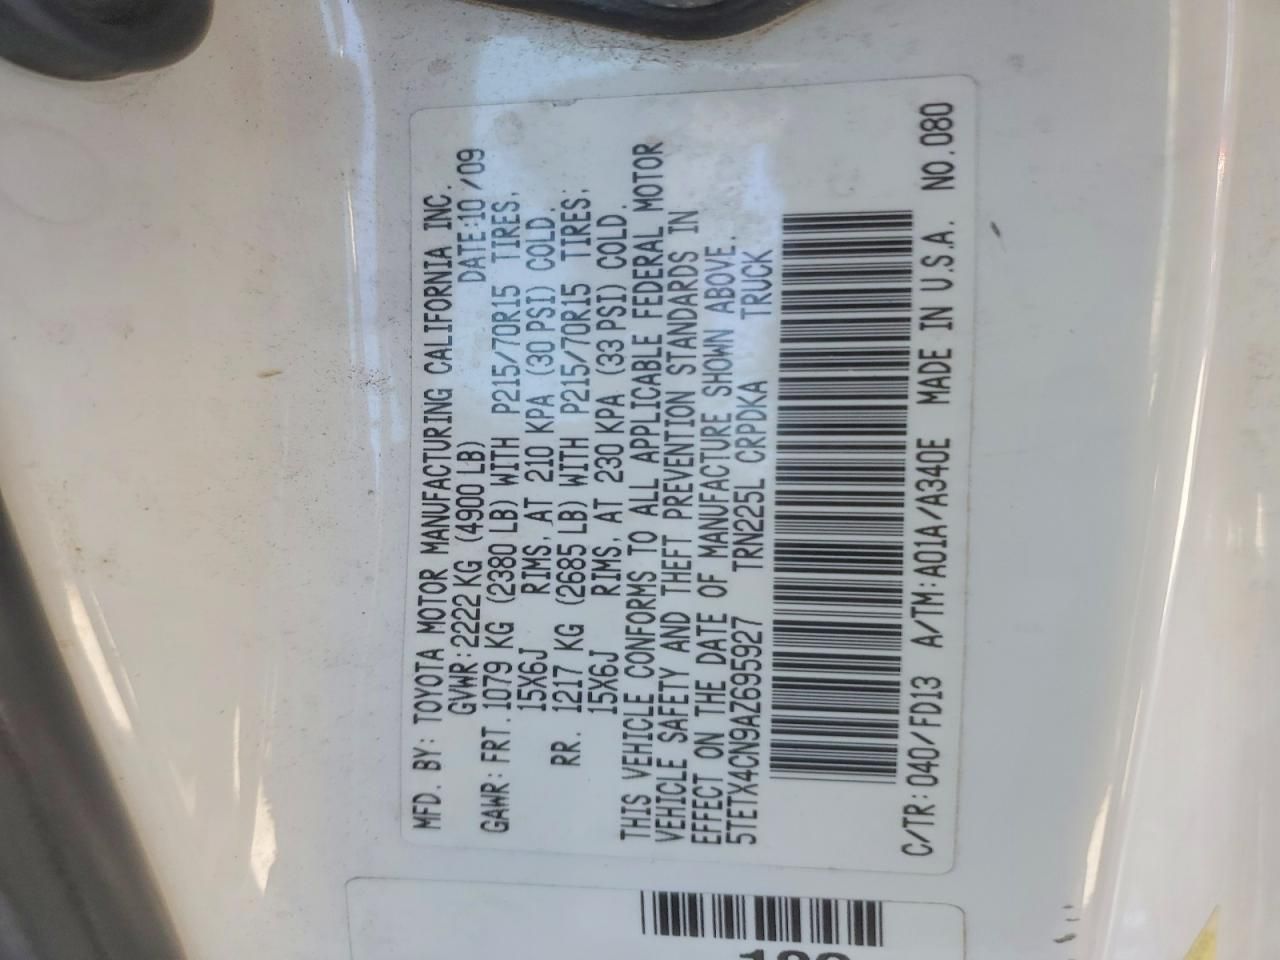 MFD. BY: TOYOTA MOTOR MANUFACTURING CALIFORNIA INC.
GVWR: 2222 KG (4900 LB) DATE: 10 /09
GAWR: FRT. 1079 KG (2380 LB) WITH P215/70R15 TIRES,
15X6J RIMS, AT 210 KPA (30 PSI) COLD.
RR. 1217 KG (2685 LB) WITH P215/70R15 TIRES,
15X6J RIMS, AT 230 KPA (33 PSI) COLD.
THIS VEHICLE CONFORMS TO ALL APPLICABLE FEDERAL MOTOR
VEHICLE SAFETY AND THEFT PREVENTION STANDARDS IN
EFFECT ON THE DATE OF MANUFACTURE SHOWN ABOVE.
5TETX4CN9AZ695927 TRN225L CRPDKA TRUCK
C/TR: 040/FD13 A/TM: A01A/A340E MADE IN U.S.A. NO. 080